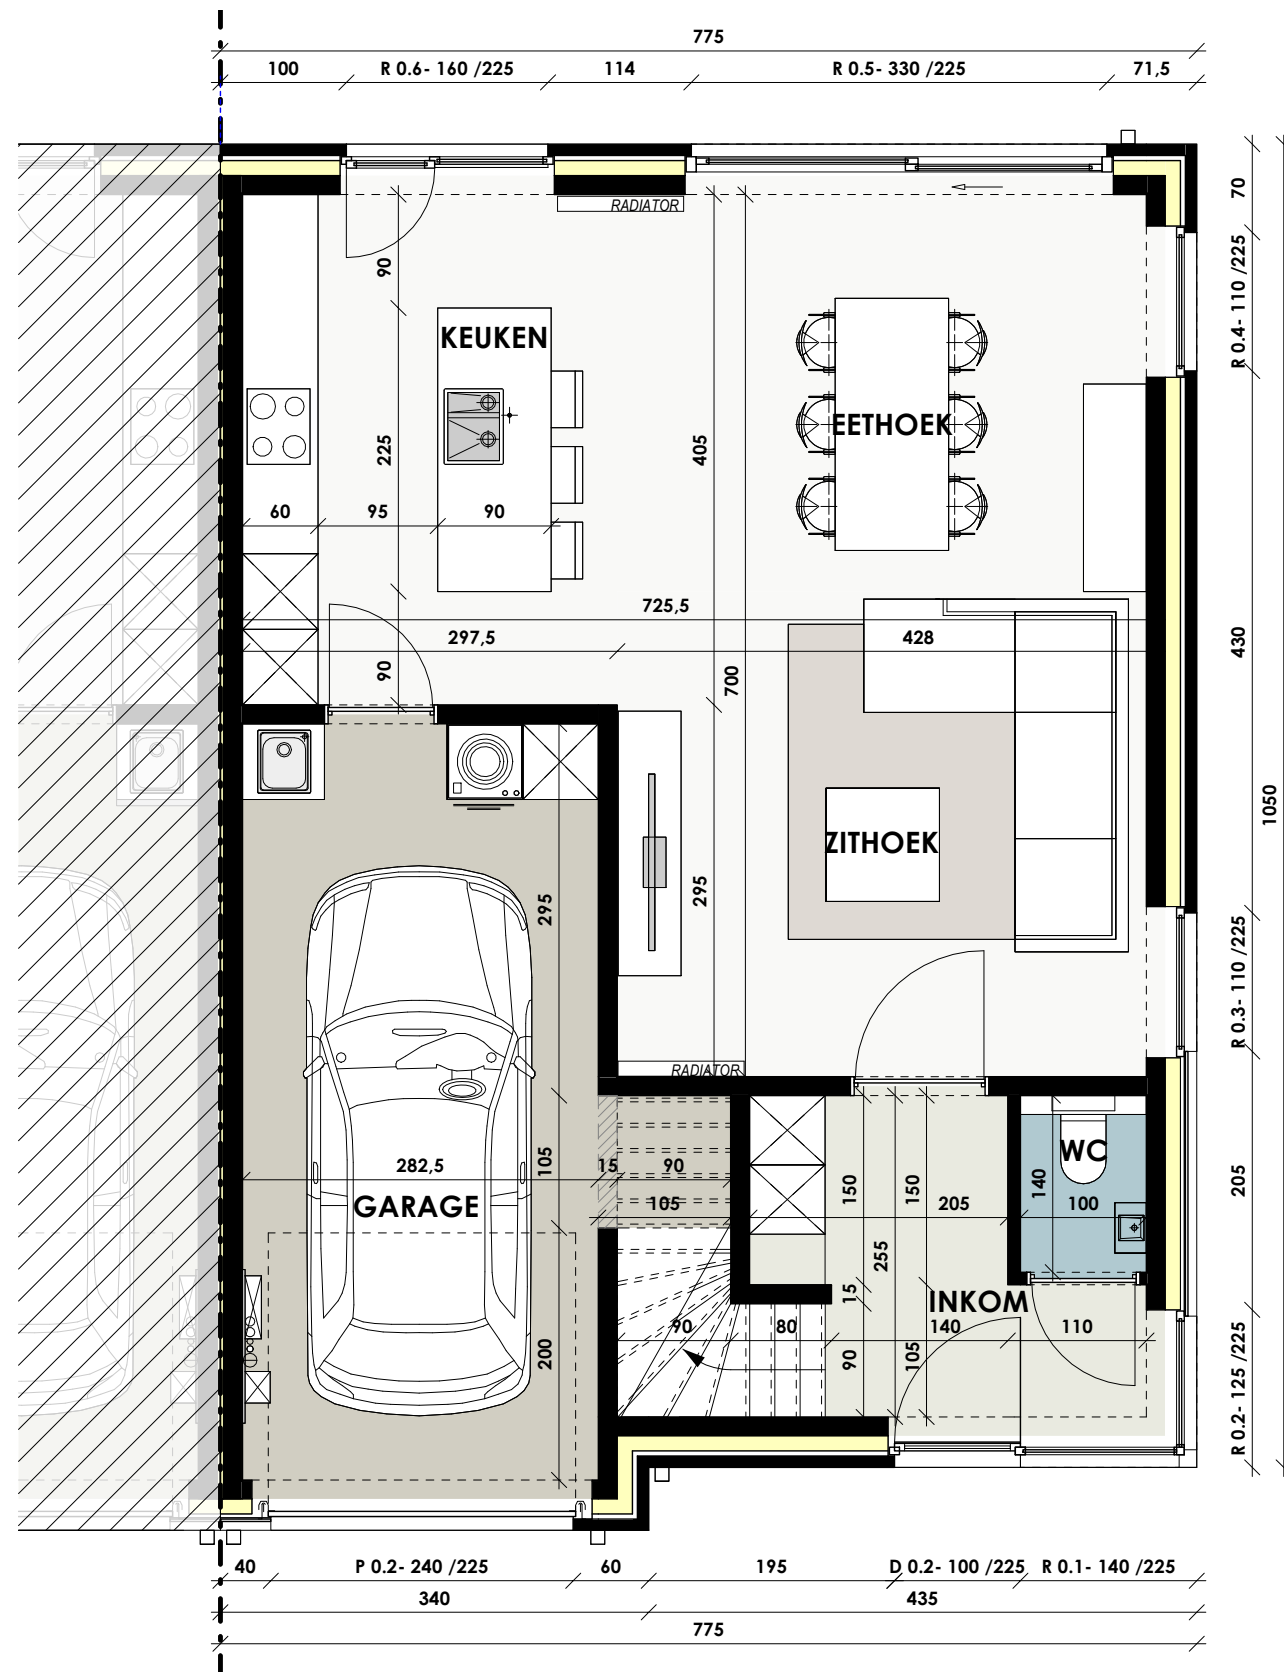 775
100
R 0.6- 160 /225
114
R 0.5- 330 /225
71,5
70
RADIATOR
R 0.4- 110 /225
90
KEUKEN
EETHOEK
225
405
60
95
90
725,5
297,5
428
430
90
700
1050
ZITHOEK
295
295
R 0.3- 110 /225
RADIATOR
WC
282,5
105
15
90
150
150
140
205
GARAGE
105
205
100
255
INKOM
15
90
80
140
110
200
90
105
R 0.2- 125 /225
40
P 0.2- 240 /225
60
195
D 0.2- 100 /225
R 0.1- 140 /225
340
435
775